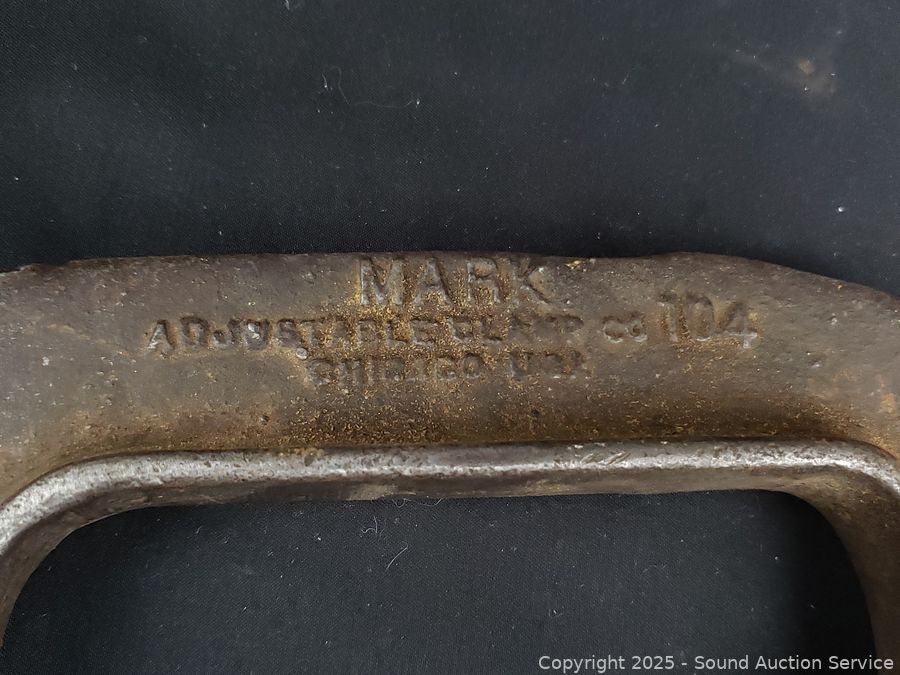 MARK
ADJUSTABLE CLAMP CO 104
CHICAGO U.S.A.
Copyright 2025 - Sound Auction Service